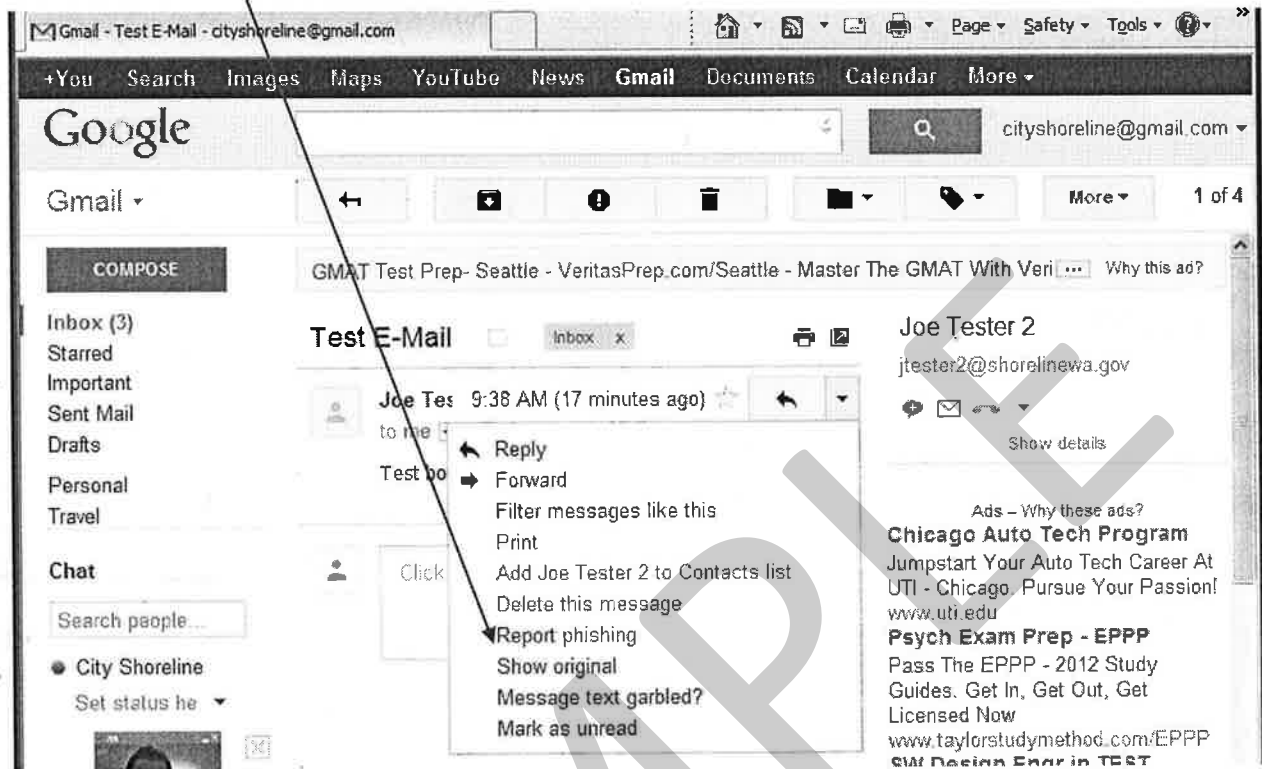 Gmail - Test E-Mail - cityshoreline@gmail.com
Page Safety Tools »
+You Search Images Maps YouTube News Gmail Documents Calendar More
Google
cityshoreline@gmail.com
Gmail
More 1 of 4
COMPOSE
GMAT Test Prep- Seattle - VeritasPrep.com/Seattle - Master The GMAT With Veri ... Why this ad?
Inbox (3)
Starred
Important
Sent Mail
Drafts
Personal
Travel
Chat
Search people...
City Shoreline
Set status he
Test E-Mail Inbox x
Joe Tes 9:38 AM (17 minutes ago)
to me
Test bo
Click
Reply
Forward
Filter messages like this
Print
Add Joe Tester 2 to Contacts list
Delete this message
Report phishing
Show original
Message text garbled?
Mark as unread
Joe Tester 2
jtester2@shorelinewa.gov
Show details
Ads – Why these ads?
Chicago Auto Tech Program
Jumpstart Your Auto Tech Career At
UTI - Chicago. Pursue Your Passion!
www.uti.edu
Psych Exam Prep - EPPP
Pass The EPPP - 2012 Study
Guides. Get In, Get Out, Get
Licensed Now
www.taylorstudymethod.com/EPPP
SW Design Engr in TEST
MPLE